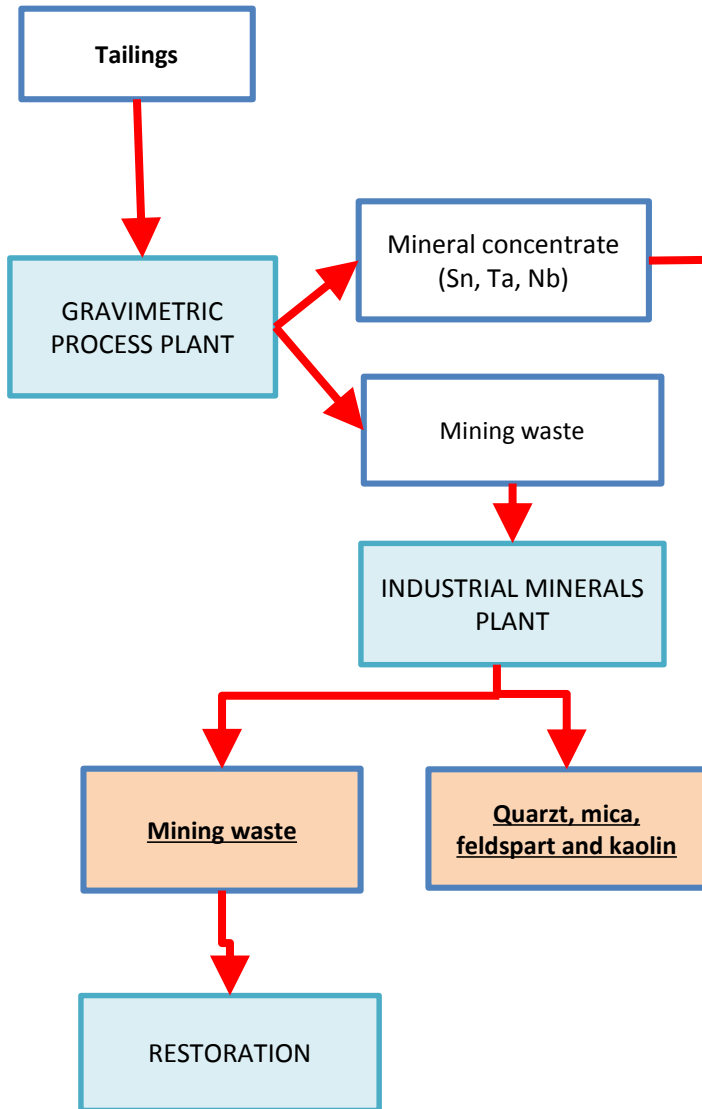 Tailings
GRAVIMETRIC
PROCESS PLANT
Mineral concentrate
(Sn, Ta, Nb)
Mining waste
INDUSTRIAL MINERALS
PLANT
Mining waste
Quarzt, mica,
feldspart and kaolin
RESTORATION